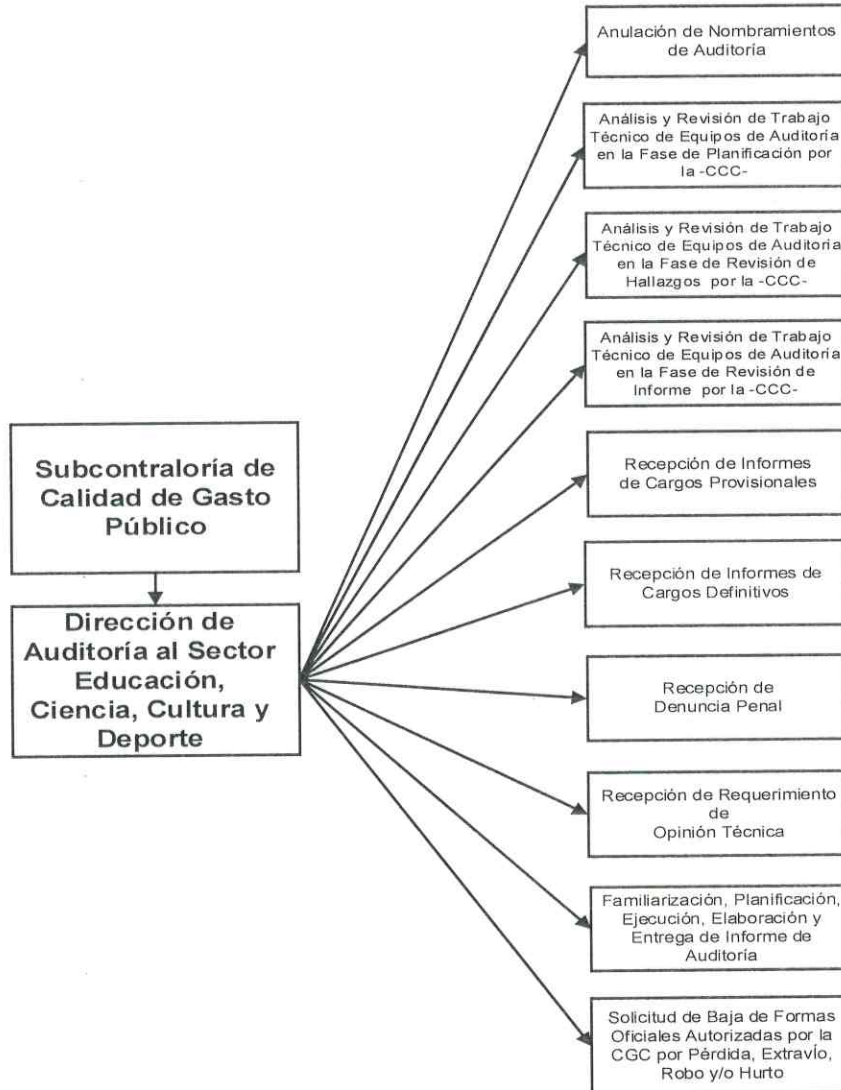 Anulación de Nombramientos
de Auditoría
Análisis y Revisión de Trabajo
Técnico de Equipos de Auditoría
en la Fase de Planificación por
la -CCC-
Análisis y Revisión de Trabajo
Técnico de Equipos de Auditoría
en la Fase de Revisión de
Hallazgos por la -CCC-
Análisis y Revisión de Trabajo
Técnico de Equipos de Auditoría
en la Fase de Revisión de
Informe por la -CCC-
Subcontraloría de
Calidad de Gasto
Público
Dirección de
Auditoría al Sector
Educación,
Ciencia, Cultura y
Deporte
Recepción de Informes
de Cargos Provisionales
Recepción de Informes de
Cargos Definitivos
Recepción de
Denuncia Penal
Recepción de Requerimiento
de
Opinión Técnica
Familiarización, Planificación,
Ejecución, Elaboración y
Entrega de Informe de
Auditoría
Solicitud de Baja de Formas
Oficiales Autorizadas por la
CGC por Pérdida, Extravío,
Robo y/o Hurto